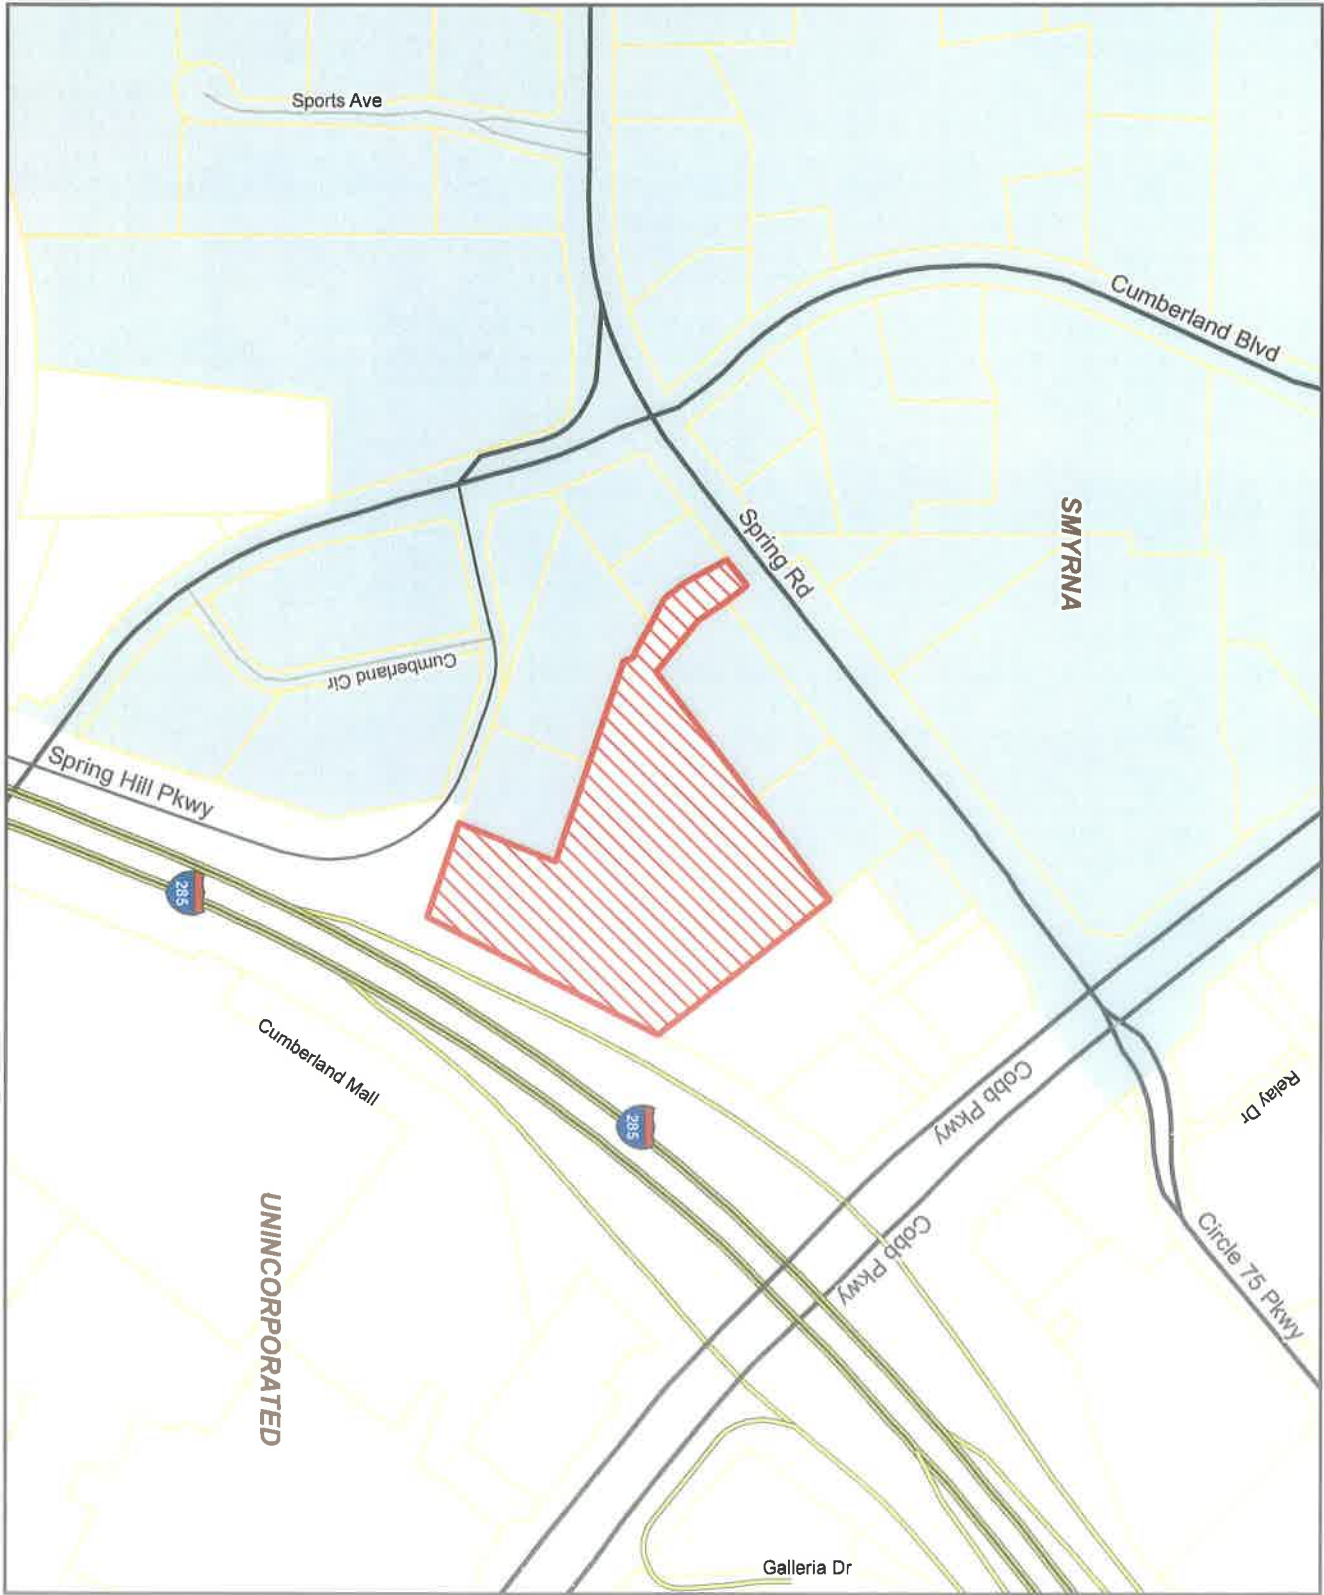 Sports Ave
Cumberland Blvd
SMYRNA
Spring Rd
Cumberland Cir
Spring Hill Pkwy
285
Cumberland Mall
285
Cobb Pkwy
Relay Dr
Cobb Pkwy
Circle 75 Pkwy
UNINCORPORATED
Galleria Dr